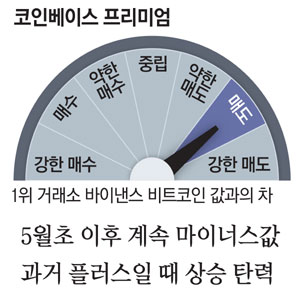 코인베이스 프리미엄
중립
약한
매수
약한
매도
매수
매도
강한 매수
강한 매도
1위 거래소 바이낸스 비트코인 값과의 차
5월초 이후 계속 마이너스값
과거 플러스일 때 상승 탄력